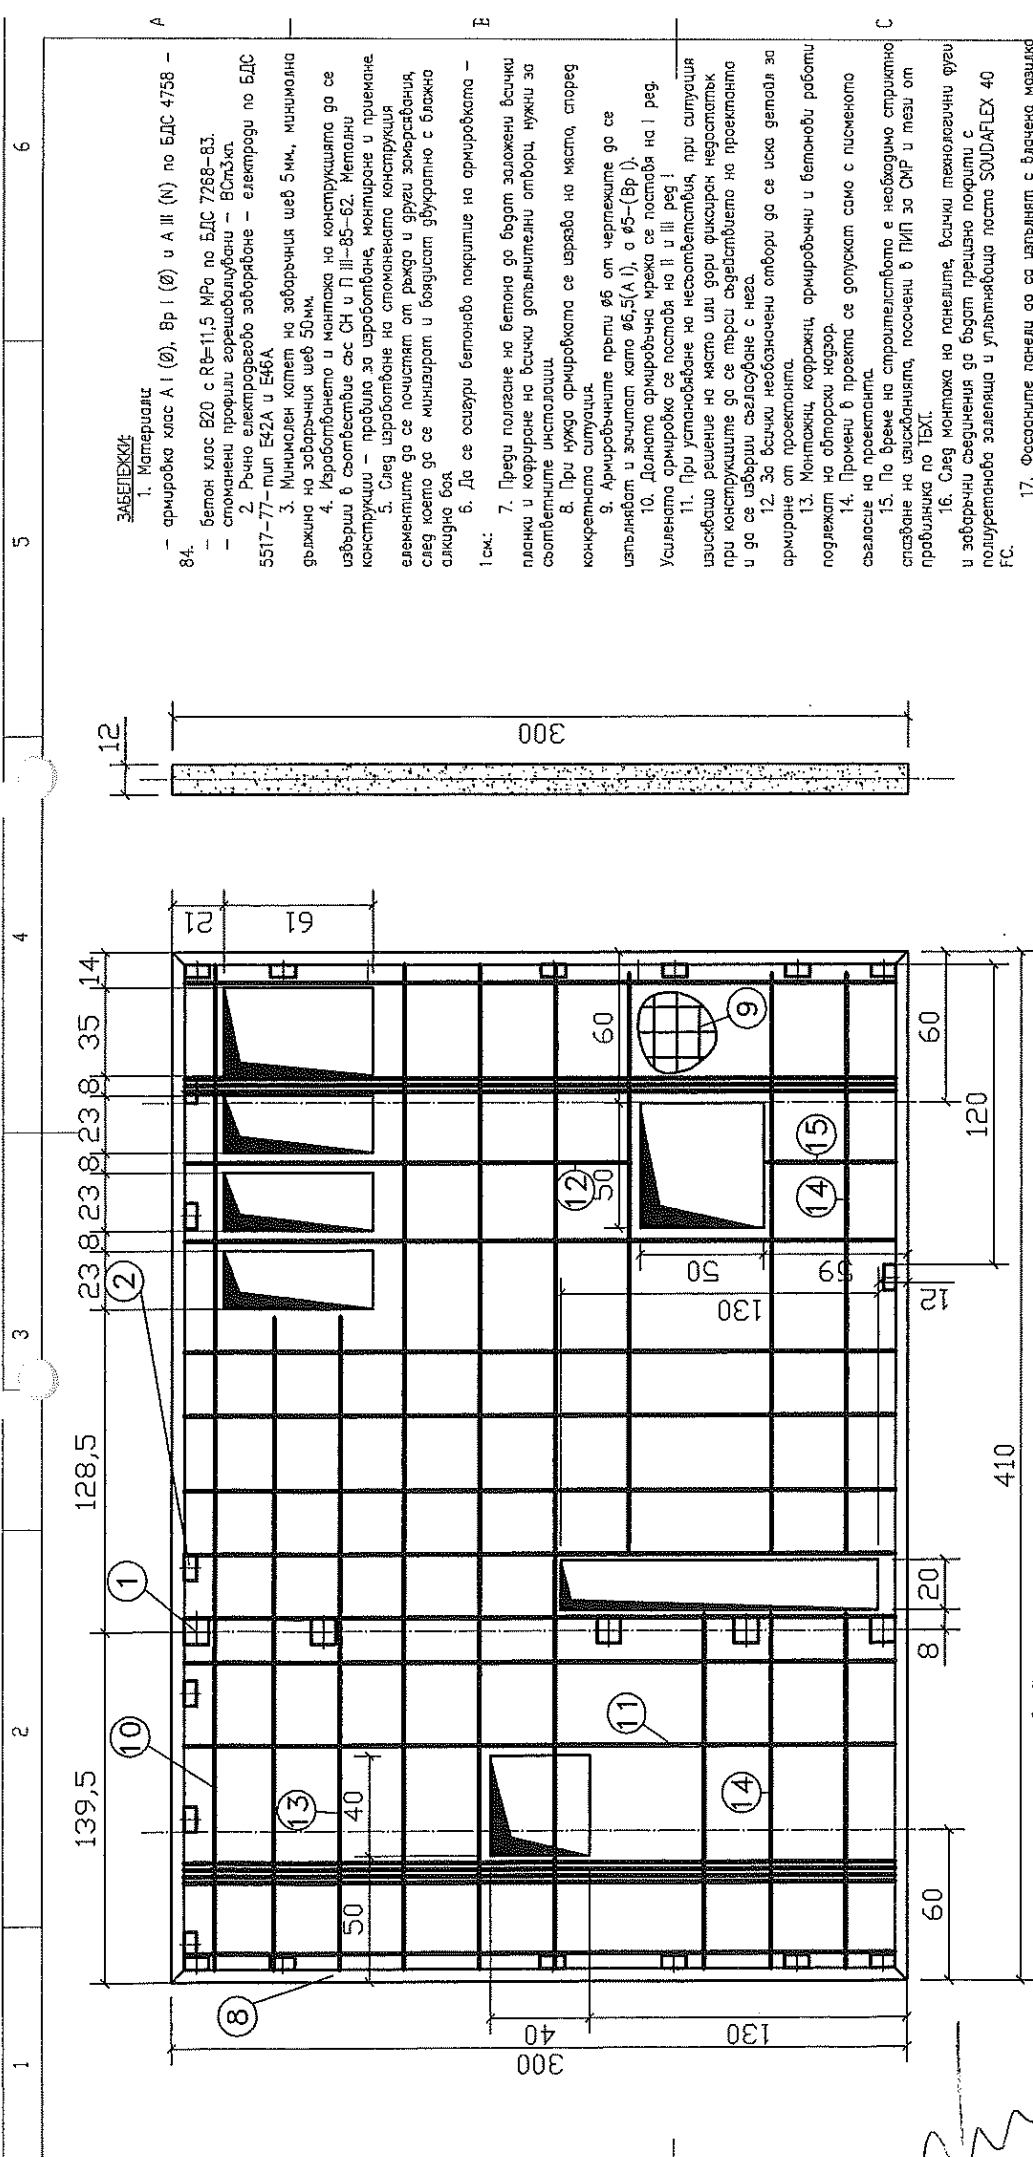 ЗАБЕЛЕЖКИ:
1. Материали:
- армировка клас А I (Ø), Вр I (Ø) и А III (N) по БДС 4758-
84.
- бетон клас В20 с Rб=11,5 МРа по БДС 7268-83.
- стоманени профили горещовалцувани - ВСт3кп.
2. Ръчно електродъгово заваряване - електроди по БДС
5517-77-тип Е42А и Е46А.
3. Минимален катет на заваръчния шев 5мм, минимална
дължина на заваръчния шев 50мм.
4. Изработването и монтажа на конструкцията да се
извърши в съответствие със СН и П III-85-62. Метални
конструкции - правила за изработване, монтиране и приемане.
5. След изработване на стоманената конструкция
елементите да се почистят от ръжда и други замърсявания,
след което да се минизират и боядисат двукратно с блажна
алкидна боя.
6. Да се осигури бетоново покритие на армировката -
1см.:
7. Преди полагане на бетона да бъдат заложени всички
планки и кофриране на всички допълнителни отвори, нужни за
съответните инсталации.
8. При нужда армировката се изрязва на място, според
конкретната ситуация.
9. Армировъчните пръти ø6 от чертежите да се
изпълняват и зачитат като ø6,5(А I), а ø5-(Вр I).
10. Долната армировъчна мрежа се поставя на I ред.
Усилената армировка се поставя на II и III ред !
11. При установяване на несъответствия, при ситуация
изискваща решение на място или дори фиксиран недостатък
при конструкциите да се търси съдействието на проектанта
и да се извърши съгласуване с него.
12. За всички необозначени отвори да се иска детайл за
армиране от проектанта.
13. Монтажни, кофражни, армировъчни и бетонови работи
подлежат на авторски надзор.
14. Промени в проекта се допускат само с писменото
съгласие на проектанта.
15. По време на строителството е необходимо стриктно
спазване на изискванията, посочени в ПИП за СМР и тези от
правилника по ТБХТ.
16. След монтажа на панелите, всички технологични фуги
и заваръчни съединения да бъдат прецизно покрити с
полиуретанова залепяща и уплътняваща паста SOUDAFLEX 40
FC.
17. Фасадните панели да са изпълнят с влачена мазилка
1 2 3 4 5 6
А В С
139,5 128,5 23 8 23 8 23 8 35 14
21 61
12 300
1 2 8 9 10 11 12 13 14 14 15
50 40
40 130 300
60 8 20
130 50 59 12
50 60
60 120
410